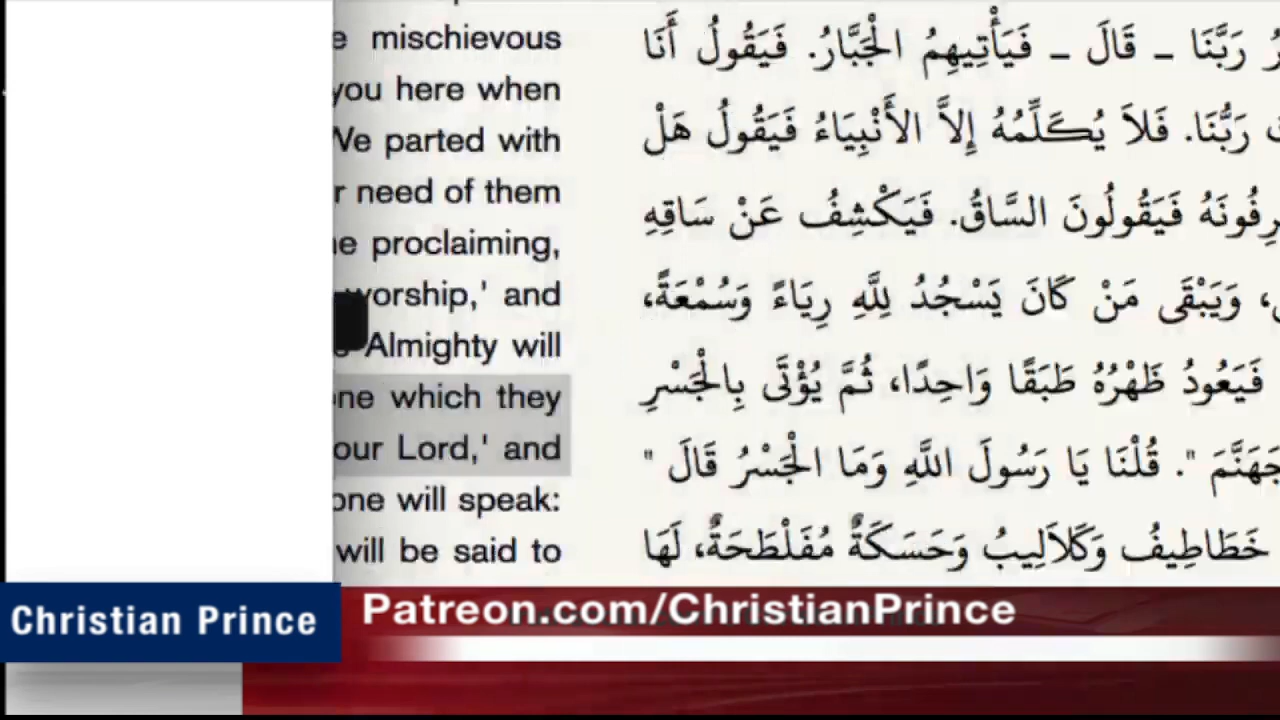 mischievous
you here when
We parted with
need of them
proclaiming,
worship,' and
Almighty will
which they
our Lord,' and
one will speak:
will be said to
رَبَّنَا ـ قَالَ ـ فَيَأْتِيهِمُ الْجَبَّارُ. فَيَقُولُ أَنَا
رَبُّنَا. فَلاَ يُكَلِّمُهُ إِلاَّ الأَنْبِيَاءُ فَيَقُولُ هَلْ
فَيَقُولُونَ السَّاقُ. فَيَكْشِفُ عَنْ سَاقِهِ
وَيَبْقَى مَنْ كَانَ يَسْجُدُ لِلَّهِ رِيَاءً وَسُمْعَةً،
فَيَعُودُ ظَهْرُهُ طَبَقًا وَاحِدًا، ثُمَّ يُؤْتَى بِالْجَسْرِ
جَهَنَّمَ ". قُلْنَا يَا رَسُولَ اللَّهِ وَمَا الْجَسْرُ قَالَ "
خَطَاطِيفُ وَكَلاَلِيبُ وَحَسَكَةٌ مُفَلْطَحَةٌ، لَهَا
Christian Prince
Patreon.com/ChristianPrince